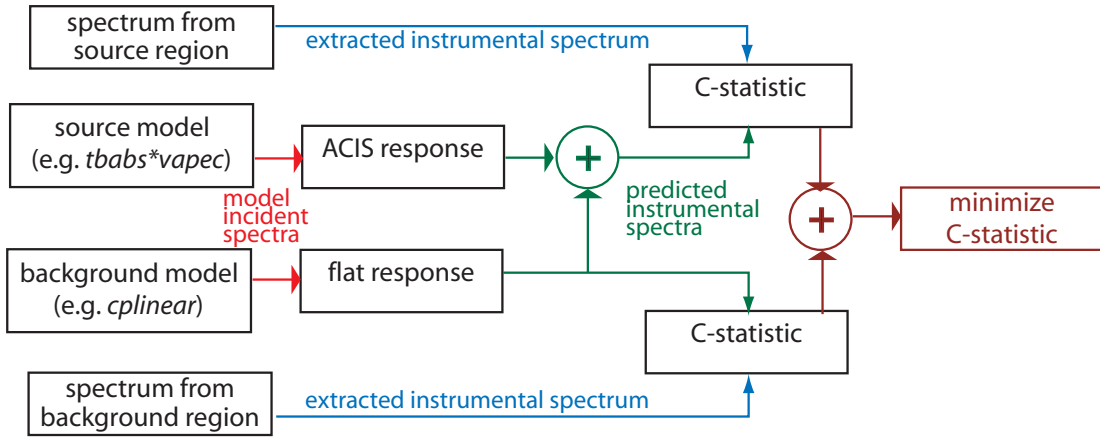 spectrum from
source region
extracted instrumental spectrum
C-statistic
source model
(e.g. tbabs*vapec)
ACIS response
+
model
incident
spectra
predicted
instrumental
spectra
+
minimize
C-statistic
background model
(e.g. cplinear)
flat response
C-statistic
spectrum from
background region
extracted instrumental spectrum